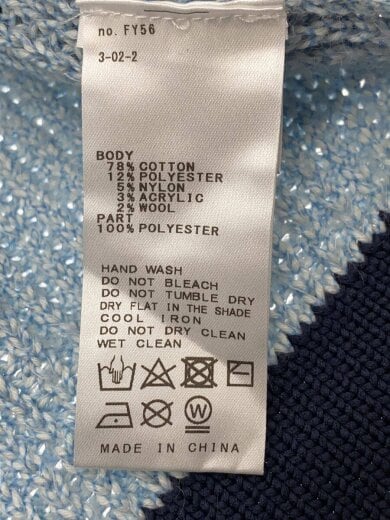 no. FY56
3-02-2
BODY
78% COTTON
12% POLYESTER
5% NYLON
3% ACRYLIC
2% WOOL
PART
100% POLYESTER
HAND WASH
DO NOT BLEACH
DO NOT TUMBLE DRY
DRY FLAT IN THE SHADE
COOL IRON
DO NOT DRY CLEAN
WET CLEAN
W
MADE IN CHINA